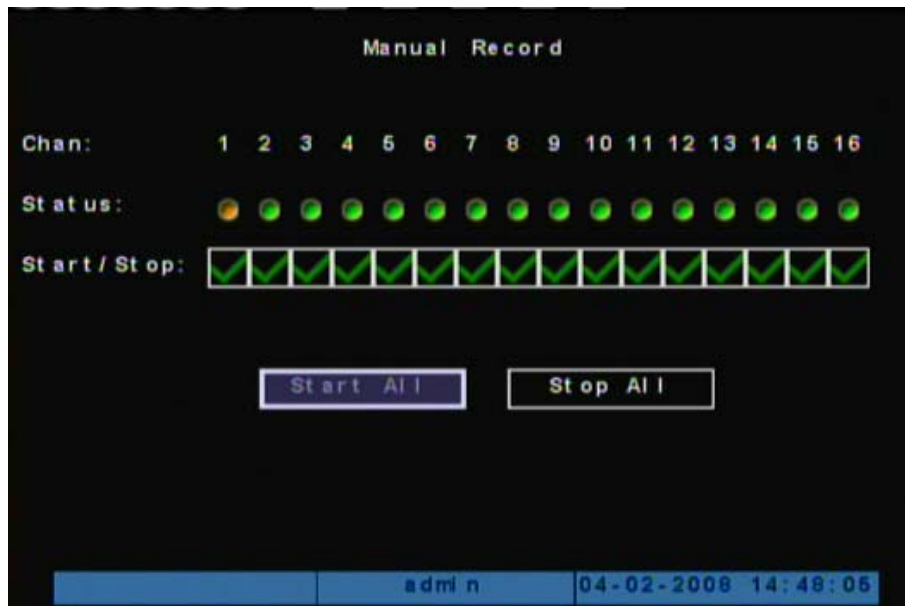 Manual Record
Chan: 1 2 3 4 5 6 7 8 9 10 11 12 13 14 15 16
Status:
Start/Stop:
Start All Stop All
admin 04-02-2008 14:48:05